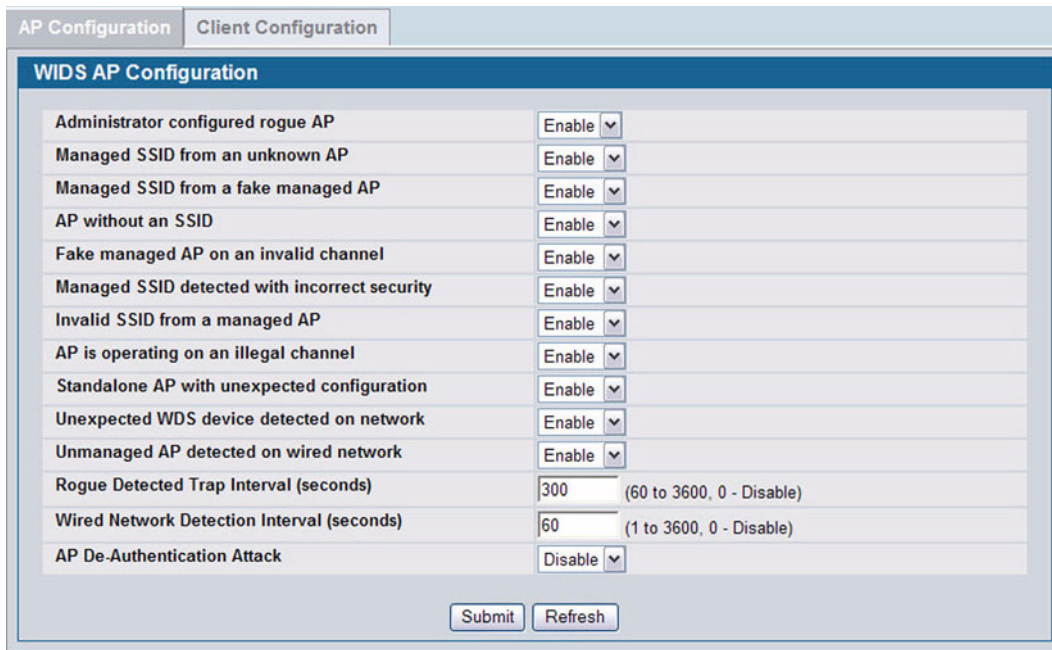 AP Configuration Client Configuration
WIDS AP Configuration
Administrator configured rogue AP Enable
Managed SSID from an unknown AP Enable
Managed SSID from a fake managed AP Enable
AP without an SSID Enable
Fake managed AP on an invalid channel Enable
Managed SSID detected with incorrect security Enable
Invalid SSID from a managed AP Enable
AP is operating on an illegal channel Enable
Standalone AP with unexpected configuration Enable
Unexpected WDS device detected on network Enable
Unmanaged AP detected on wired network Enable
Rogue Detected Trap Interval (seconds) 300 (60 to 3600, 0 - Disable)
Wired Network Detection Interval (seconds) 60 (1 to 3600, 0 - Disable)
AP De-Authentication Attack Disable
Submit Refresh